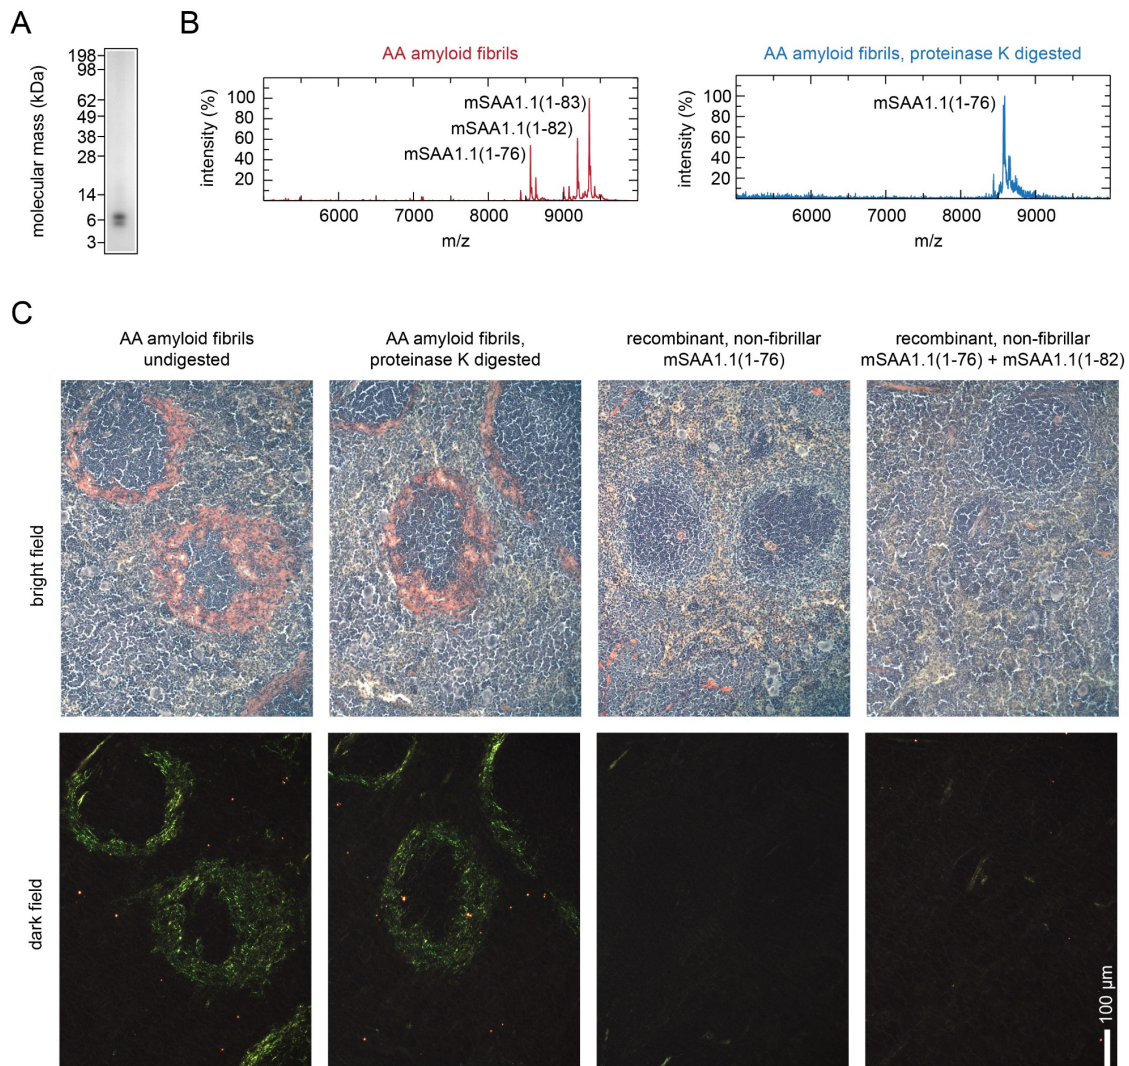 A
molecular mass (kDa)
198
98
62
49
38
28
14
6
3
B
AA amyloid fibrils
intensity (%)
100
80
60
40
20
mSAA1.1(1-83)
mSAA1.1(1-82)
mSAA1.1(1-76)
6000 7000 8000 9000
m/z
AA amyloid fibrils, proteinase K digested
intensity (%)
100
80
60
40
20
mSAA1.1(1-76)
6000 7000 8000 9000
m/z
C
AA amyloid fibrils
undigested
AA amyloid fibrils,
proteinase K digested
recombinant, non-fibrillar
mSAA1.1(1-76)
recombinant, non-fibrillar
mSAA1.1(1-76) + mSAA1.1(1-82)
bright field
dark field
100 µm